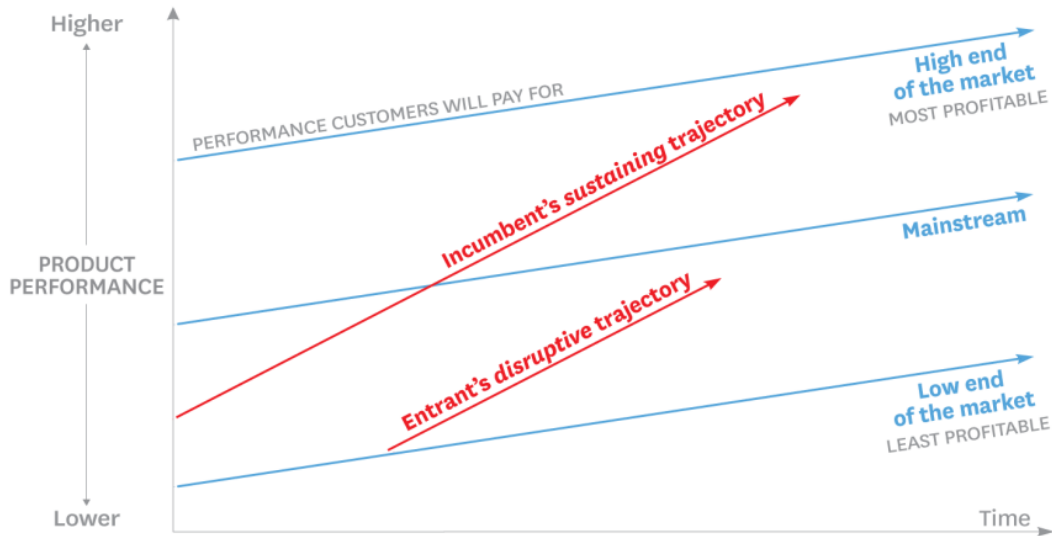 Higher
PERFORMANCE CUSTOMERS WILL PAY FOR
High end
of the market
MOST PROFITABLE
Incumbent's sustaining trajectory
Mainstream
PRODUCT
PERFORMANCE
Entrant's disruptive trajectory
Low end
of the market
LEAST PROFITABLE
Lower
Time